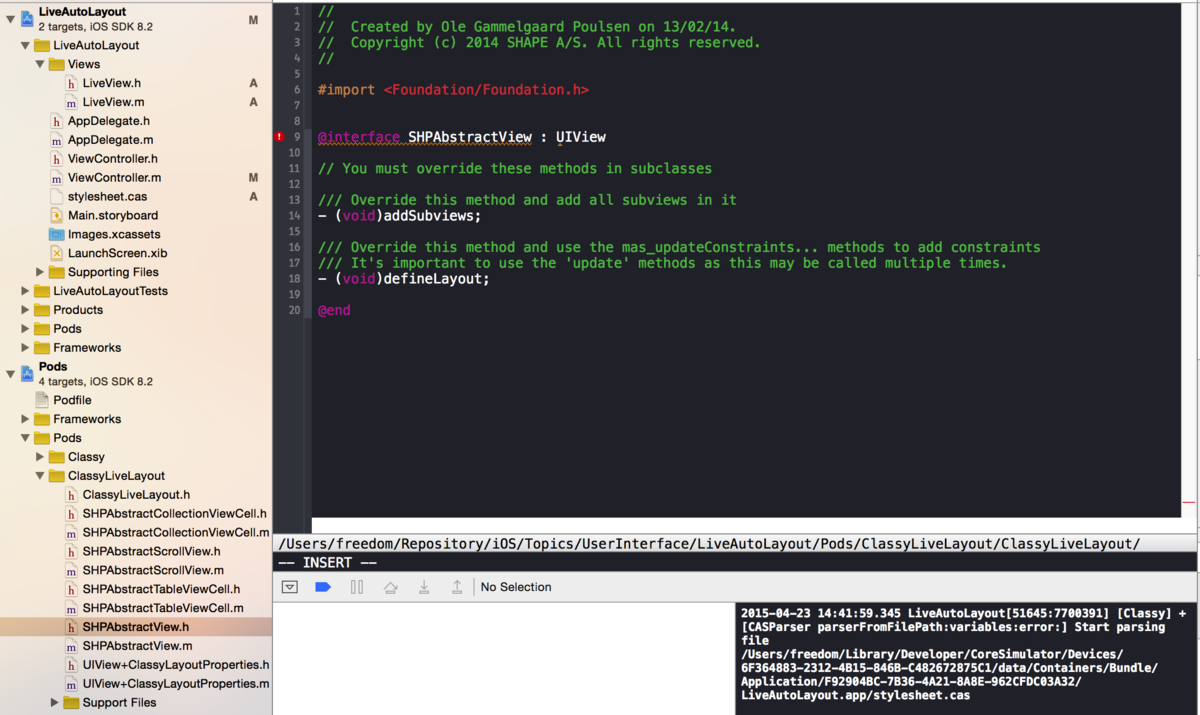 LiveAutoLayout
M
2 targets, iOS SDK 8.2
LiveAutoLayout
Views
h LiveView.h A
m LiveView.m A
h AppDelegate.h
m AppDelegate.m
h ViewController.h
m ViewController.m M
stylesheet.cas A
Main.storyboard
Images.xcassets
LaunchScreen.xib
Supporting Files
LiveAutoLayoutTests
Products
Pods
Frameworks
Pods
4 targets, iOS SDK 8.2
Podfile
Frameworks
Pods
Classy
ClassyLiveLayout
h ClassyLiveLayout.h
h SHPAbstractCollectionViewCell.h
m SHPAbstractCollectionViewCell.m
h SHPAbstractScrollView.h
m SHPAbstractScrollView.m
h SHPAbstractTableViewCell.h
m SHPAbstractTableViewCell.m
h SHPAbstractView.h
m SHPAbstractView.m
h UIView+ClassyLayoutProperties.h
m UIView+ClassyLayoutProperties.m
Support Files
1 //
2 //  Created by Ole Gammelgaard Poulsen on 13/02/14.
3 //  Copyright (c) 2014 SHAPE A/S. All rights reserved.
4 //
5
6 #import <Foundation/Foundation.h>
7
8
9 @interface SHPAbstractView : UIView
10
11 // You must override these methods in subclasses
12
13 /// Override this method and add all subviews in it
14 - (void)addSubviews;
15
16 /// Override this method and use the mas_updateConstraints... methods to add constraints
17 /// It's important to use the 'update' methods as this may be called multiple times.
18 - (void)defineLayout;
19
20 @end
/Users/freedom/Repository/iOS/Topics/UserInterface/LiveAutoLayout/Pods/ClassyLiveLayout/ClassyLiveLayout/
-- INSERT --
No Selection
2015-04-23 14:41:59.345 LiveAutoLayout[51645:7700391] [Classy] +
[CASParser parserFromFilePath:variables:error:] Start parsing
file
/Users/freedom/Library/Developer/CoreSimulator/Devices/
6F364883-2312-4B15-846B-C482672875C1/data/Containers/Bundle/
Application/F92904BC-7B36-4A21-8A8E-962CFDC03A32/
LiveAutoLayout.app/stylesheet.cas